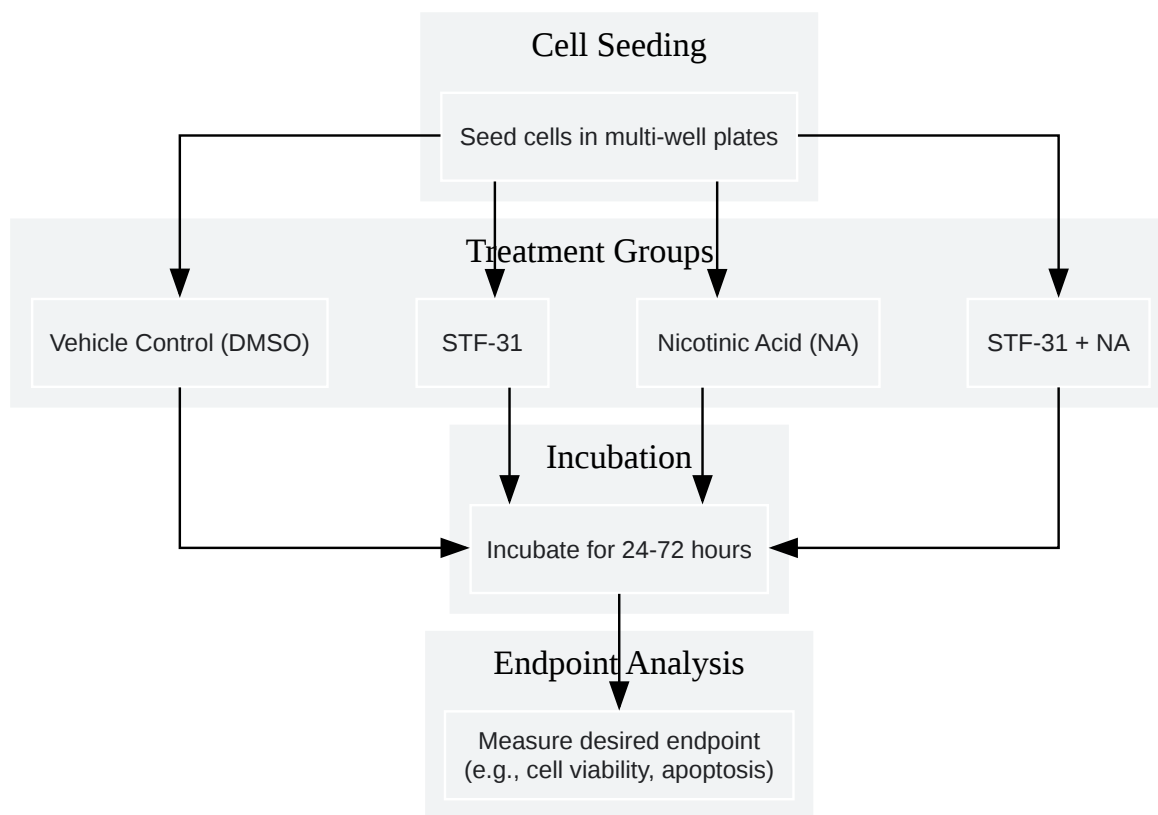 Cell Seeding
Seed cells in multi-well plates
Treatment Groups
Vehicle Control (DMSO)
STF-31
Nicotinic Acid (NA)
STF-31 + NA
Incubation
Incubate for 24-72 hours
Endpoint Analysis
Measure desired endpoint
(e.g., cell viability, apoptosis)